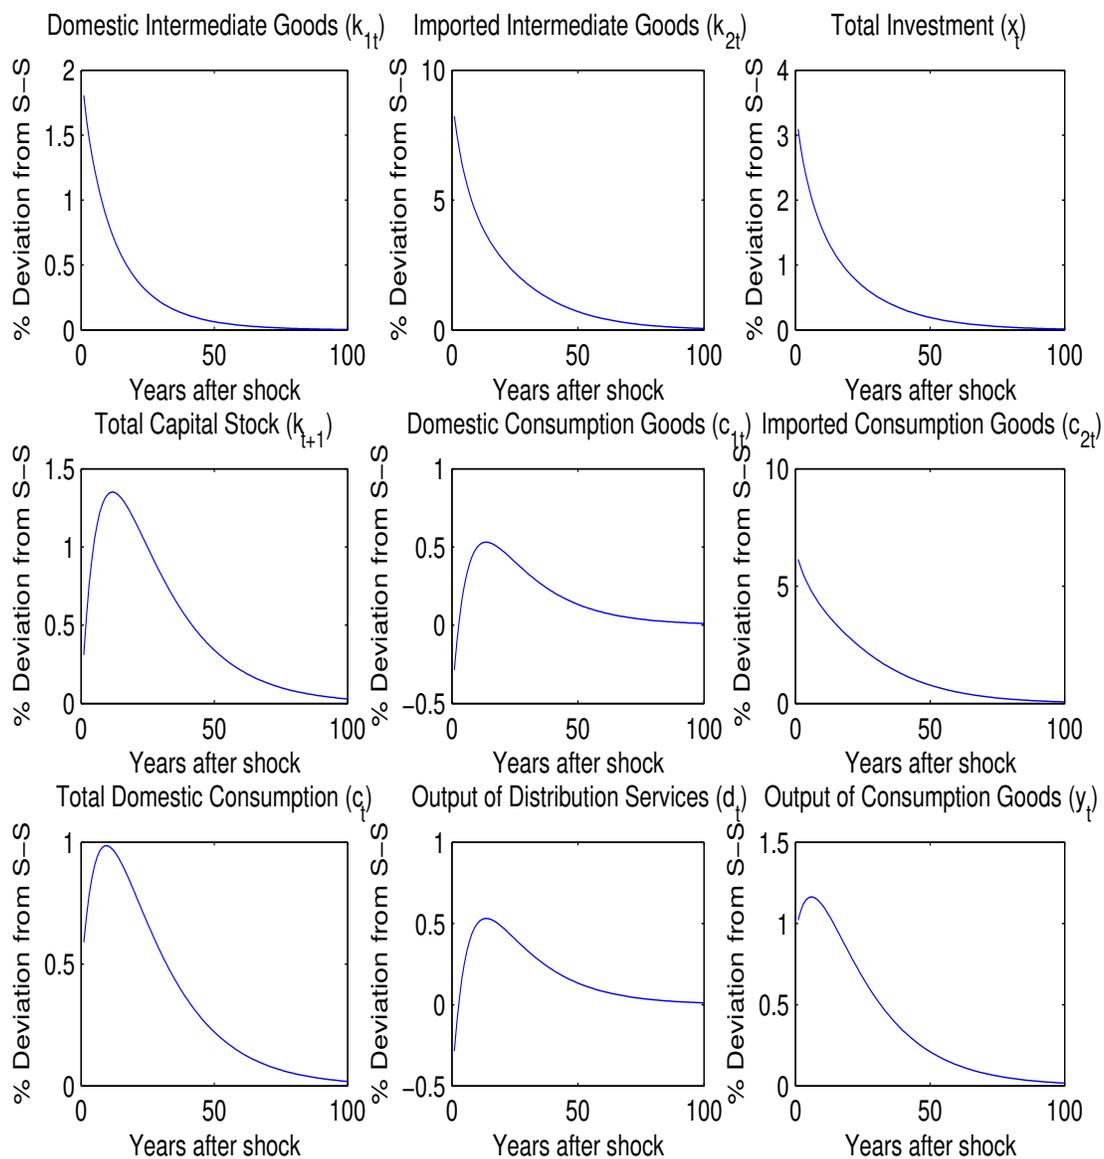 Domestic Intermediate Goods (k1t)
% Deviation from S−S
2
1.5
1
0.5
0
0 50 100
Years after shock
Imported Intermediate Goods (k2t)
% Deviation from S−S
10
5
0
0 50 100
Years after shock
Total Investment (xt)
% Deviation from S−S
4
3
2
1
0
0 50 100
Years after shock
Total Capital Stock (kt+1)
% Deviation from S−S
1.5
1
0.5
0
0 50 100
Years after shock
Domestic Consumption Goods (c1t)
% Deviation from S−S
1
0.5
0
−0.5
0 50 100
Years after shock
Imported Consumption Goods (c2t)
% Deviation from S−S
10
5
0
0 50 100
Years after shock
Total Domestic Consumption (ct)
% Deviation from S−S
1
0.5
0
0 50 100
Years after shock
Output of Distribution Services (dt)
% Deviation from S−S
1
0.5
0
−0.5
0 50 100
Years after shock
Output of Consumption Goods (yt)
% Deviation from S−S
1.5
1
0.5
0
0 50 100
Years after shock